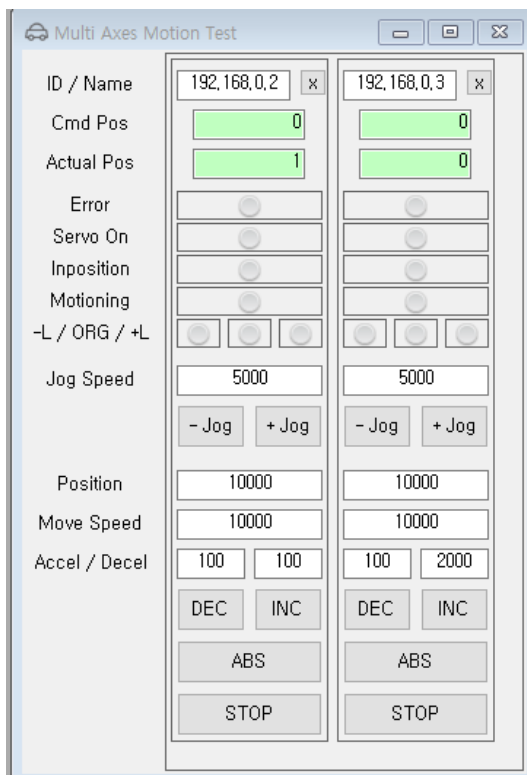 Multi Axes Motion Test
ID / Name 192,168,0,2 x 192,168,0,3 x
Cmd Pos 0 0
Actual Pos 1 0
Error
Servo On
Inposition
Motioning
-L / ORG / +L
Jog Speed 5000 5000
- Jog + Jog - Jog + Jog
Position 10000 10000
Move Speed 10000 10000
Accel / Decel 100 100 100 2000
DEC INC DEC INC
ABS ABS
STOP STOP